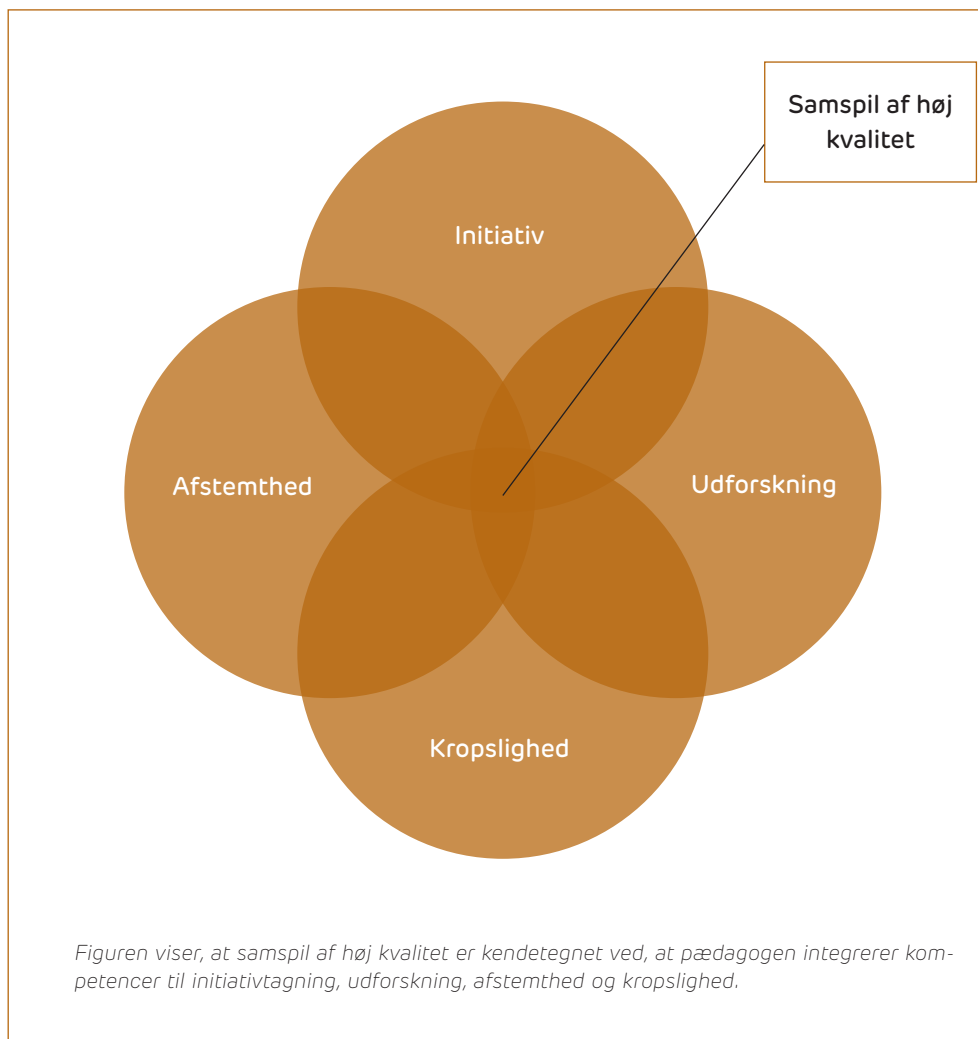 Samspil af høj
kvalitet
Initiativ
Afstemthed
Udforskning
Kropslighed
Figuren viser, at samspil af høj kvalitet er kendetegnet ved, at pædagogen integrerer kom-
petencer til initiativtagning, udforskning, afstemthed og kropslighed.